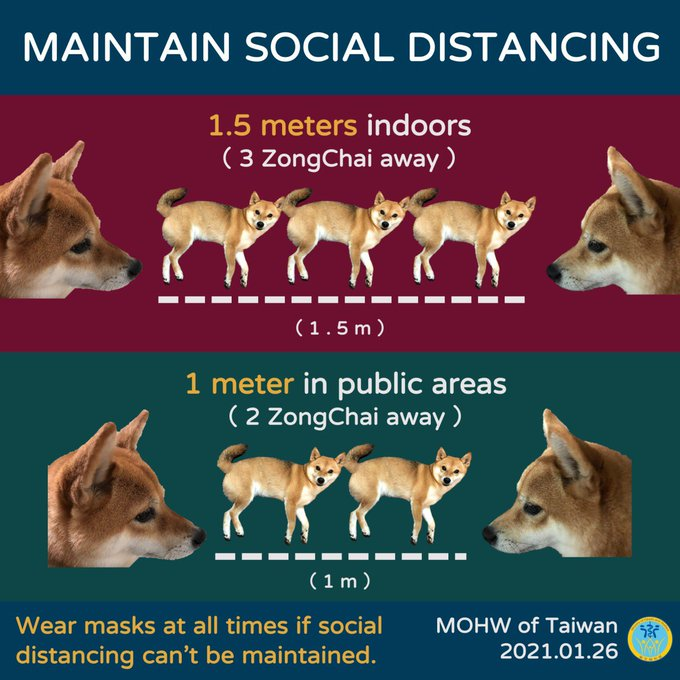 MAINTAIN SOCIAL DISTANCING
1.5 meters indoors
( 3 ZongChai away )
( 1 . 5 m )
1 meter in public areas
( 2 ZongChai away )
( 1 m )
Wear masks at all times if social
distancing can't be maintained.
MOHW of Taiwan
2021.01.26